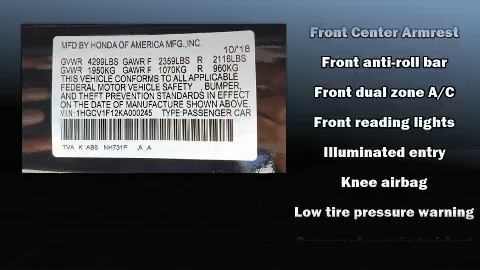 MFD.BY HONDA OF AMERICA MFG.,INC.
10/18
GVWR 4299LBS GAWR F 2359LBS R 2116LBS
GVWR 1950KG GAWR F 1070KG R 960KG
THIS VEHICLE CONFORMS TO ALL APPLICABLE
FEDERAL MOTOR VEHICLE SAFETY, BUMPER,
AND THEFT PREVENTION STANDARDS IN EFFECT
ON THE DATE OF MANUFACTURE SHOWN ABOVE.
V.I.N: 1HGCV1F12KA000245 TYPE:PASSENGER CAR
TVA K AB6 NH731P .A..A
Front Center Armrest
Front anti-roll bar
Front dual zone A/C
Front reading lights
Illuminated entry
Knee airbag
Low tire pressure warning